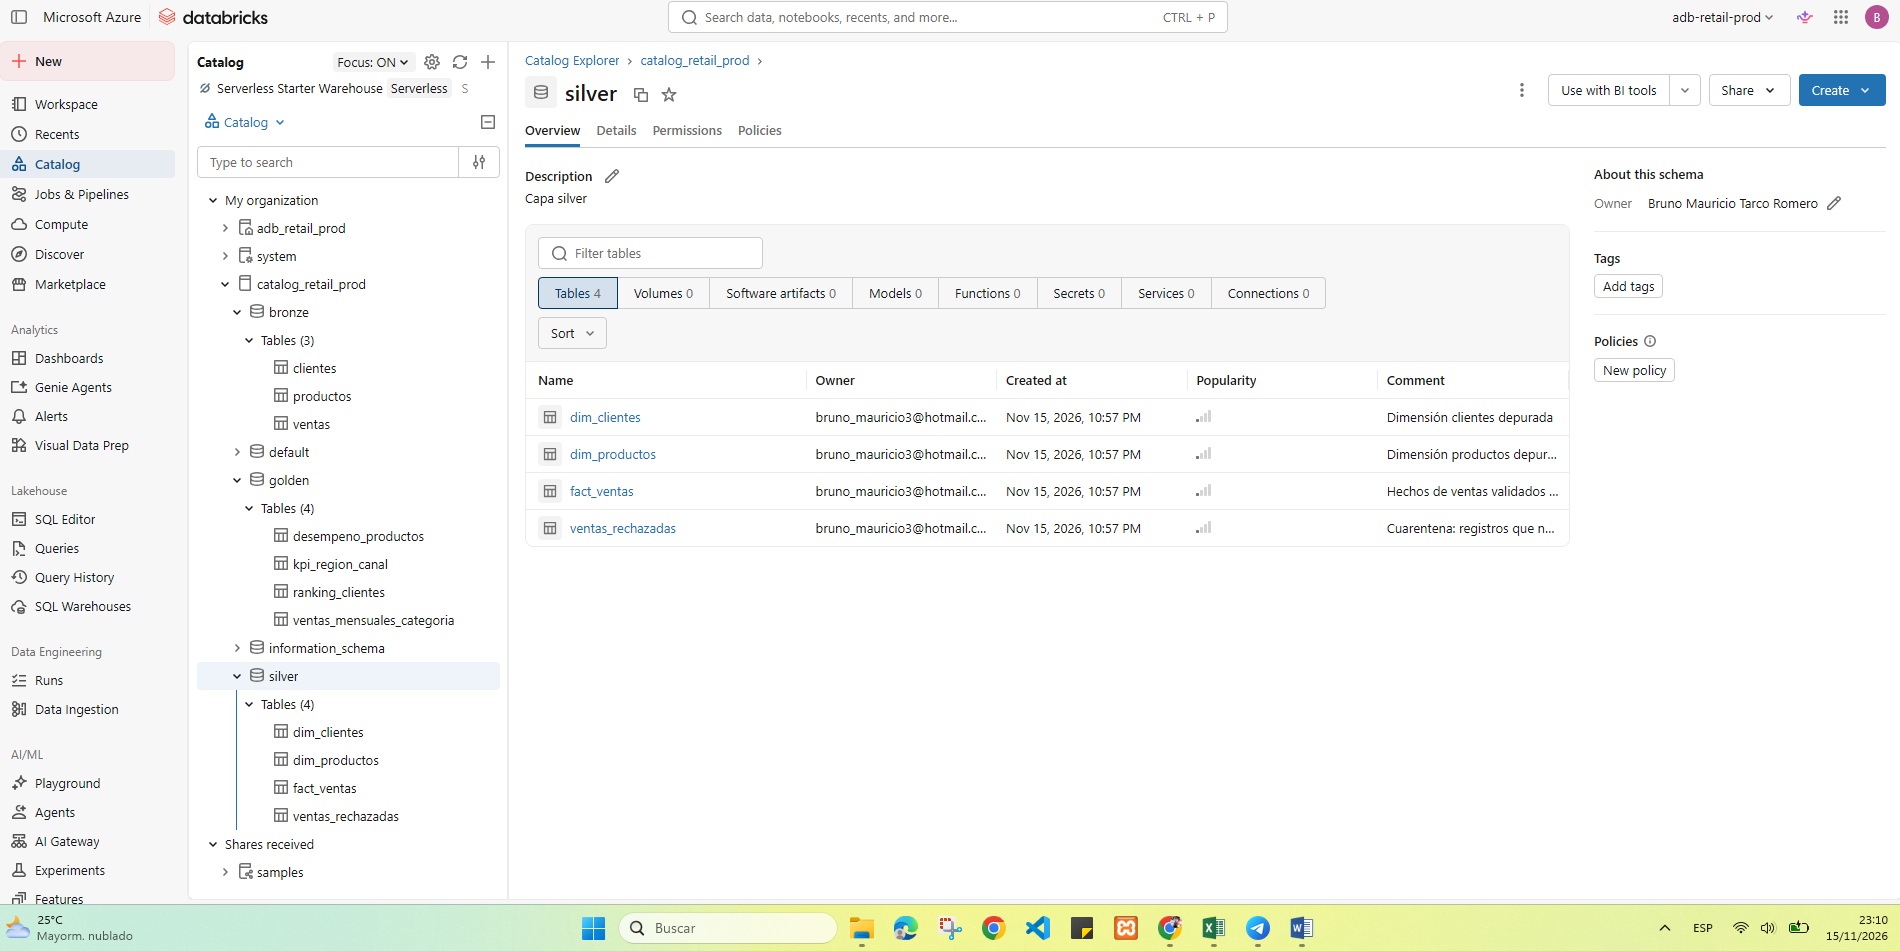 Microsoft Azure databricks
Search data, notebooks, recents, and more... CTRL + P
adb-retail-prod B
New
Workspace
Recents
Catalog
Jobs & Pipelines
Compute
Discover
Marketplace
Analytics
Dashboards
Genie Agents
Alerts
Visual Data Prep
Lakehouse
SQL Editor
Queries
Query History
SQL Warehouses
Data Engineering
Runs
Data Ingestion
AI/ML
Playground
Agents
AI Gateway
Experiments
Features
Catalog Focus: ON
Serverless Starter Warehouse Serverless S
Catalog
Type to search
My organization
adb_retail_prod
system
catalog_retail_prod
bronze
Tables (3)
clientes
productos
ventas
default
golden
Tables (4)
desempeno_productos
kpi_region_canal
ranking_clientes
ventas_mensuales_categoria
information_schema
silver
Tables (4)
dim_clientes
dim_productos
fact_ventas
ventas_rechazadas
Shares received
samples
Catalog Explorer › catalog_retail_prod ›
silver
Use with BI tools Share Create
Overview Details Permissions Policies
Description
Capa silver
Filter tables
Tables 4 Volumes 0 Software artifacts 0 Models 0 Functions 0 Secrets 0 Services 0 Connections 0
Sort
Name Owner Created at Popularity Comment
dim_clientes bruno_mauricio3@hotmail.c... Nov 15, 2026, 10:57 PM Dimensión clientes depurada
dim_productos bruno_mauricio3@hotmail.c... Nov 15, 2026, 10:57 PM Dimensión productos depur...
fact_ventas bruno_mauricio3@hotmail.c... Nov 15, 2026, 10:57 PM Hechos de ventas validados ...
ventas_rechazadas bruno_mauricio3@hotmail.c... Nov 15, 2026, 10:57 PM Cuarentena: registros que n...
About this schema
Owner Bruno Mauricio Tarco Romero
Tags
Add tags
Policies
New policy
25°C
Mayorm. nublado
Buscar
ESP
23:10
15/11/2026